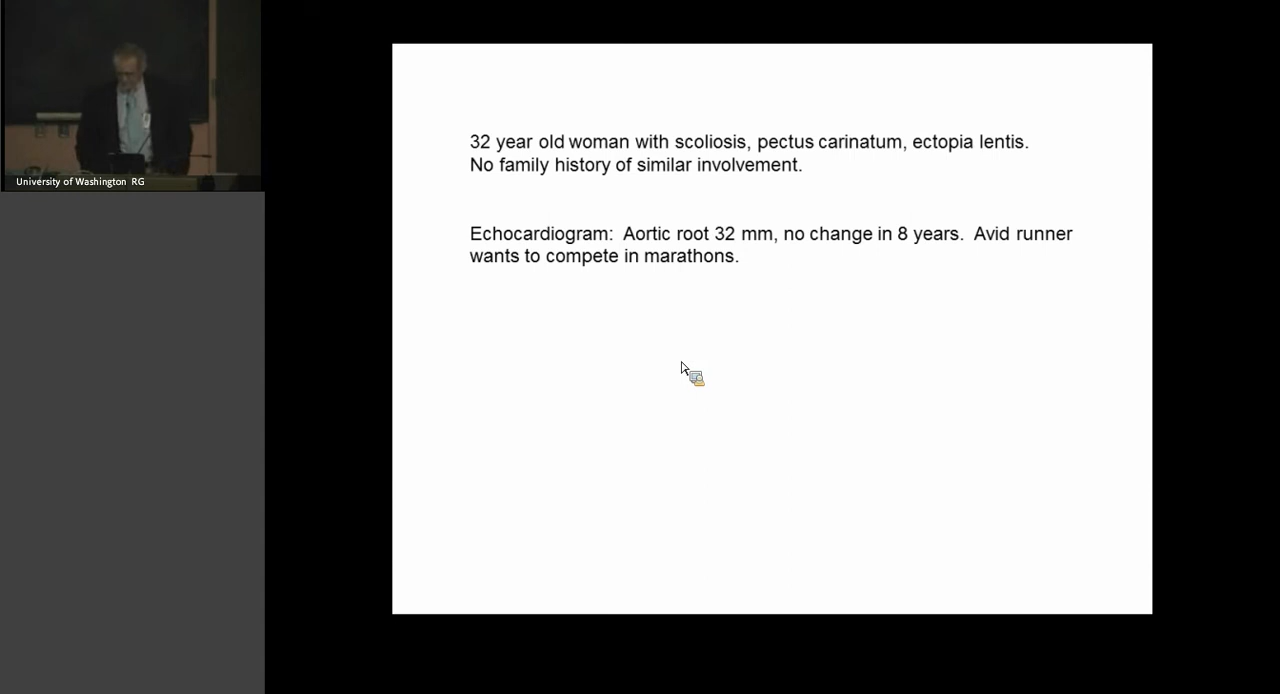 University of Washington RG
32 year old woman with scoliosis, pectus carinatum, ectopia lentis.
No family history of similar involvement.
Echocardiogram: Aortic root 32 mm, no change in 8 years. Avid runner
wants to compete in marathons.